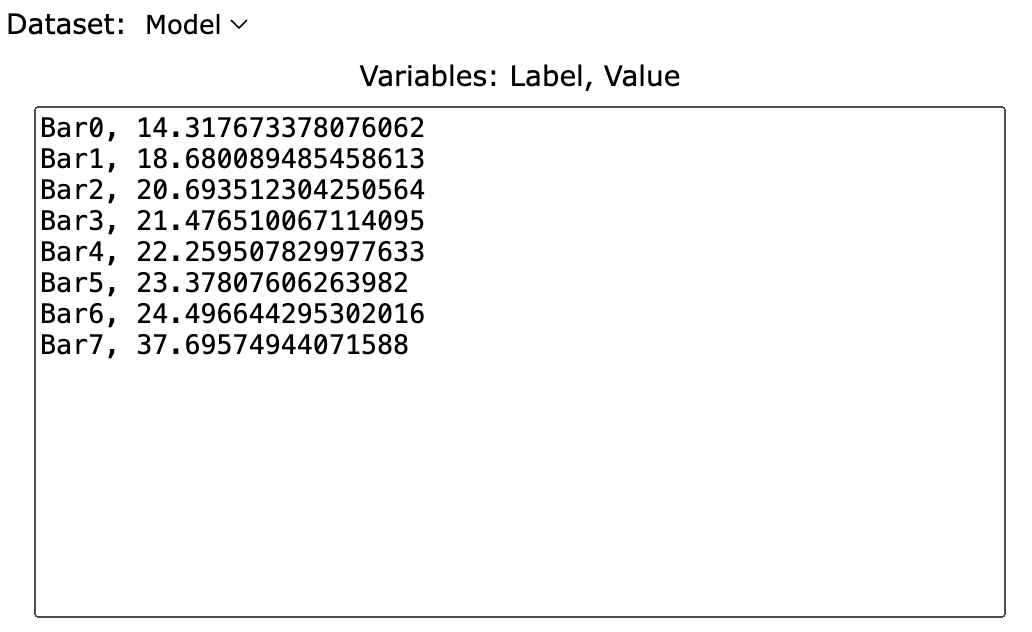 Dataset: Model
Variables: Label, Value
Bar0, 14.317673378076062
Bar1, 18.680089485458613
Bar2, 20.693512304250564
Bar3, 21.476510067114095
Bar4, 22.259507829977633
Bar5, 23.37807606263982
Bar6, 24.496644295302016
Bar7, 37.69574944071588